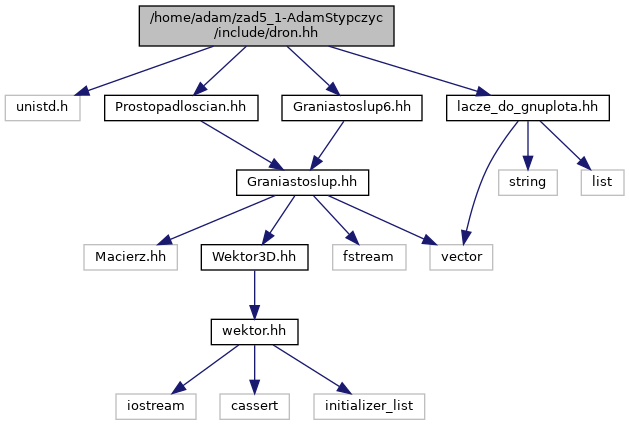 /home/adam/zad5_1-AdamStypczyc
/include/dron.hh
unistd.h
Prostopadloscian.hh
Graniastoslup6.hh
lacze_do_gnuplota.hh
Graniastoslup.hh
string
list
Macierz.hh
Wektor3D.hh
fstream
vector
wektor.hh
iostream
cassert
initializer_list